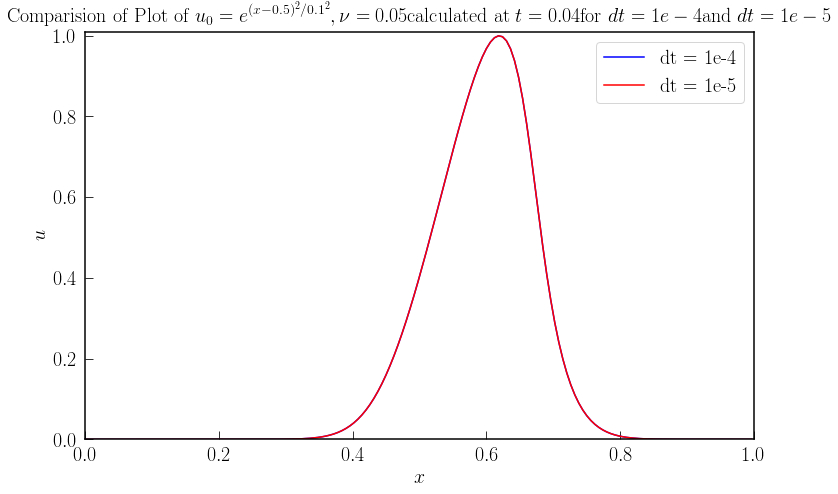 Comparision of Plot of $u_0 = e^{(x-0.5)^2/0.1^2}, \nu = 0.05$calculated at $t = 0.04$for $dt = 1e-4$and $dt = 1e-5$
1.0
0.8
0.6
0.4
0.2
0.0
u
dt = 1e-4
dt = 1e-5
0.0 0.2 0.4 0.6 0.8 1.0
x